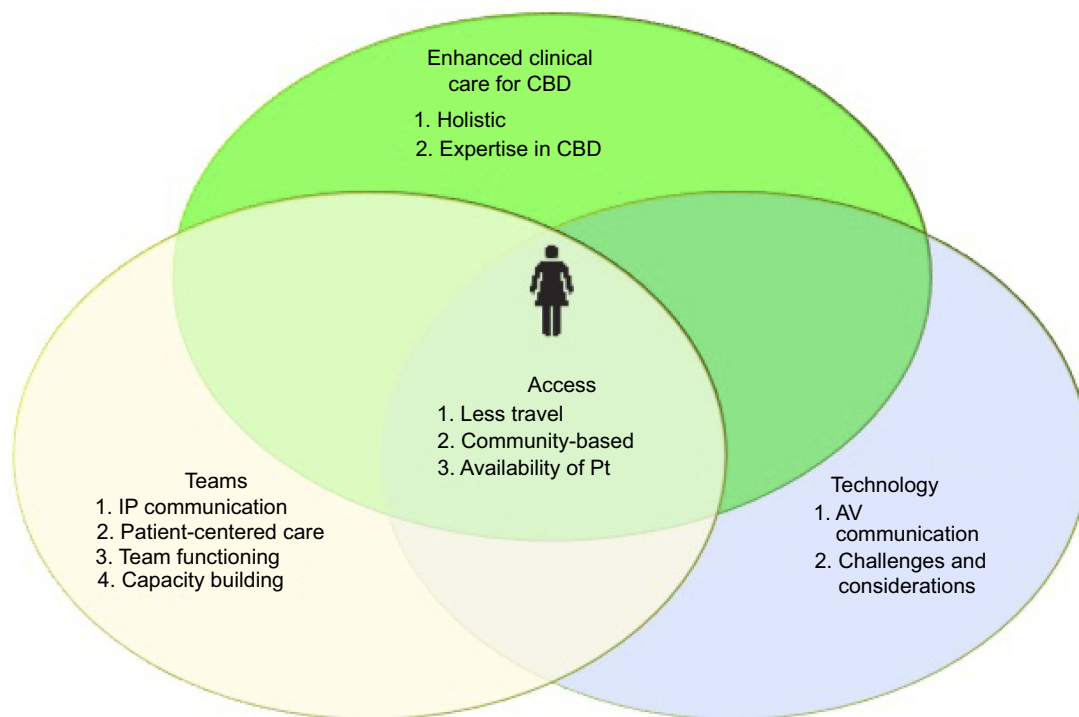 Enhanced clinical
care for CBD
1. Holistic
2. Expertise in CBD
Access
1. Less travel
2. Community-based
3. Availability of Pt
Teams
1. IP communication
2. Patient-centered care
3. Team functioning
4. Capacity building
Technology
1. AV
communication
2. Challenges and
considerations